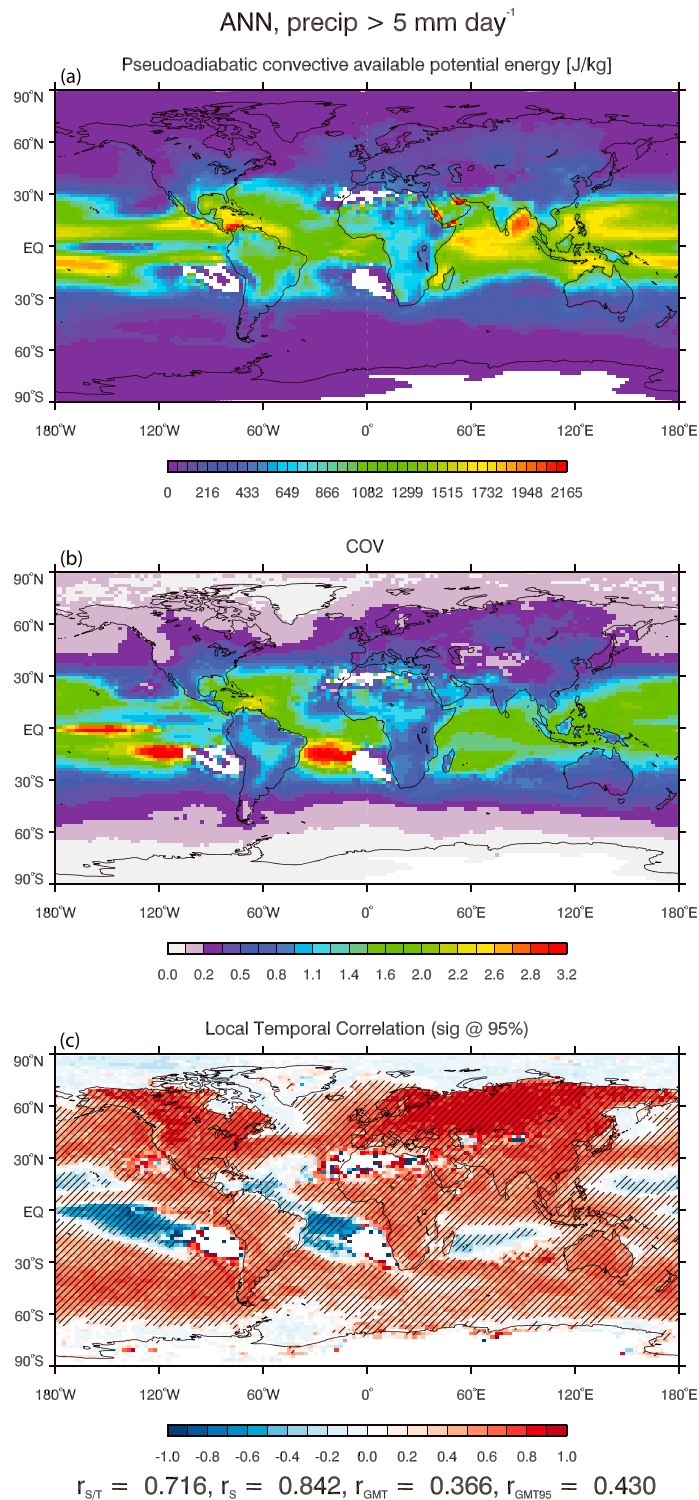 ANN, precip > 5 mm day⁻¹
(a) Pseudoadiabatic convective available potential energy [J/kg]
90°N
60°N
30°N
EQ
30°S
60°S
90°S
180°W 120°W 60°W 0° 60°E 120°E 180°E
0 216 433 649 866 1082 1299 1515 1732 1948 2165
(b) COV
90°N
60°N
30°N
EQ
30°S
60°S
90°S
180°W 120°W 60°W 0° 60°E 120°E 180°E
0.0 0.2 0.5 0.8 1.1 1.4 1.6 2.0 2.2 2.6 2.8 3.2
(c) Local Temporal Correlation (sig @ 95%)
90°N
60°N
30°N
EQ
30°S
60°S
90°S
180°W 120°W 60°W 0° 60°E 120°E 180°E
-1.0 -0.8 -0.6 -0.4 -0.2 0.0 0.2 0.4 0.6 0.8 1.0
r_S/T = 0.716, r_S = 0.842, r_GMT = 0.366, r_GMT95 = 0.430